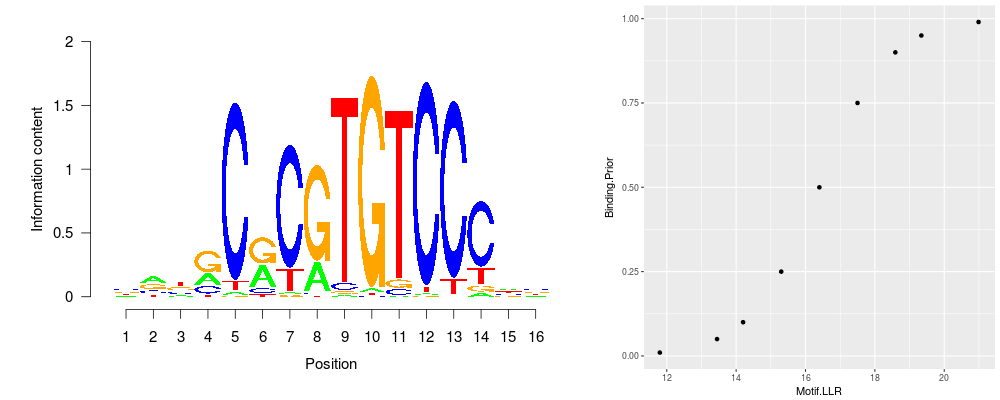 2
1.5
1
0.5
0
Information content
G
A
C
G
A
C
T
G
A
T
G
T
C
C
T
C
T
A
1 2 3 4 5 6 7 8 9 10 11 12 13 14 15 16
Position
1.00
0.75
0.50
0.25
0.00
Binding.Prior
12 14 16 18 20
Motif.LLR